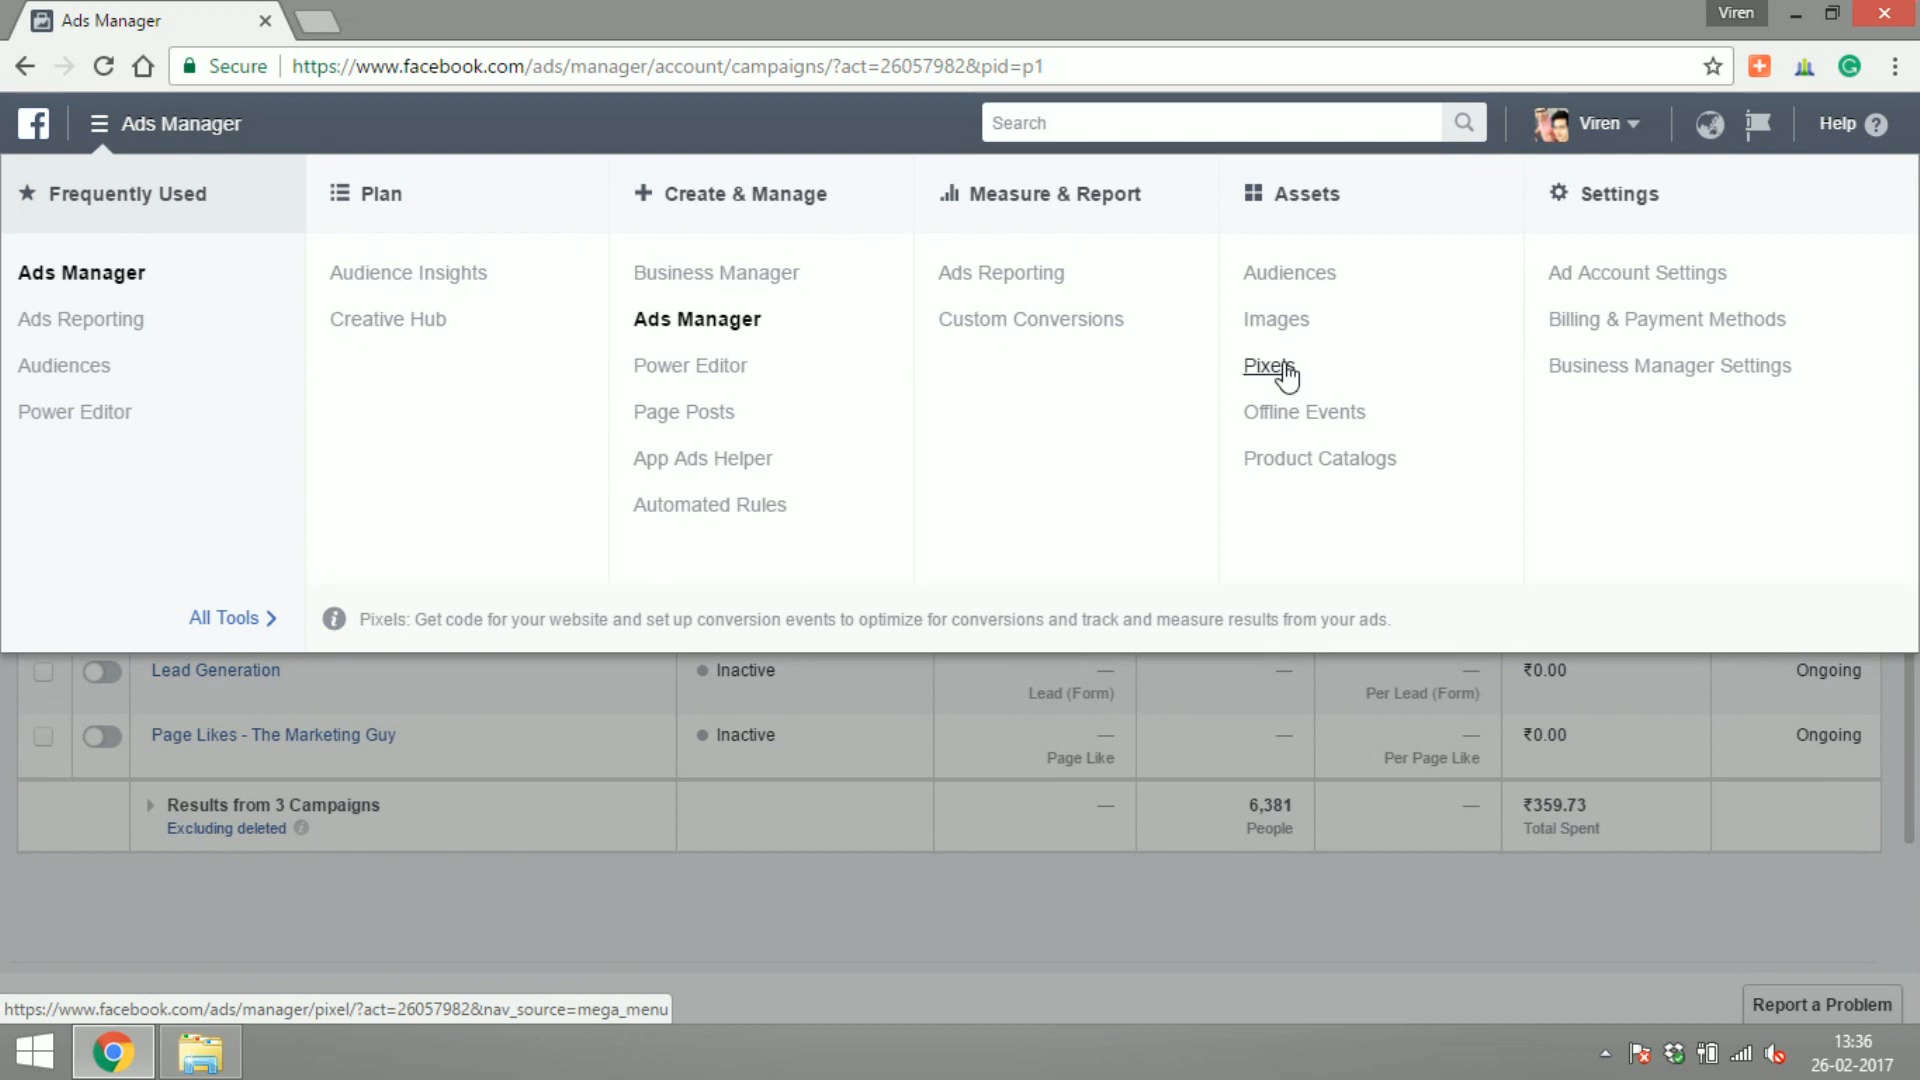 Ads Manager
Viren
Secure
https://www.facebook.com/ads/manager/account/campaigns/?act=26057982&pid=p1
Ads Manager
Search
Viren
Help
Frequently Used
Plan
Create & Manage
Measure & Report
Assets
Settings
Ads Manager
Audience Insights
Business Manager
Ads Reporting
Audiences
Ad Account Settings
Ads Reporting
Creative Hub
Ads Manager
Custom Conversions
Images
Billing & Payment Methods
Audiences
Power Editor
Pixels
Business Manager Settings
Power Editor
Page Posts
Offline Events
App Ads Helper
Product Catalogs
Automated Rules
All Tools
Pixels: Get code for your website and set up conversion events to optimize for conversions and track and measure results from your ads.
Lead Generation
Inactive
—
—
—
₹0.00
Ongoing
Lead (Form)
Per Lead (Form)
Page Likes - The Marketing Guy
Inactive
—
—
—
₹0.00
Ongoing
Page Like
Per Page Like
Results from 3 Campaigns
—
6,381
—
₹359.73
Excluding deleted
People
Total Spent
https://www.facebook.com/ads/manager/pixel/?act=26057982&nav_source=mega_menu
Report a Problem
13:36
26-02-2017